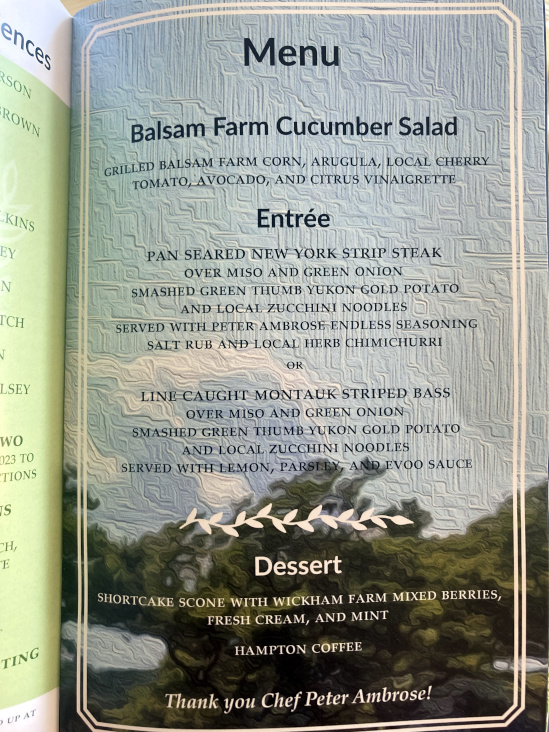 ences
RSON
BROWN
LKINS
EY
N
TCH
N
LSEY
WO
023 TO
CTIONS
NS
CH,
TE
TING
D UP AT
Menu
Balsam Farm Cucumber Salad
GRILLED BALSAM FARM CORN, ARUGULA, LOCAL CHERRY
TOMATO, AVOCADO, AND CITRUS VINAIGRETTE
Entrée
PAN SEARED NEW YORK STRIP STEAK
OVER MISO AND GREEN ONION
SMASHED GREEN THUMB YUKON GOLD POTATO
AND LOCAL ZUCCHINI NOODLES
SERVED WITH PETER AMBROSE ENDLESS SEASONING
SALT RUB AND LOCAL HERB CHIMICHURRI
OR
LINE CAUGHT MONTAUK STRIPED BASS
OVER MISO AND GREEN ONION
SMASHED GREEN THUMB YUKON GOLD POTATO
AND LOCAL ZUCCHINI NOODLES
SERVED WITH LEMON, PARSLEY, AND EVOO SAUCE
Dessert
SHORTCAKE SCONE WITH WICKHAM FARM MIXED BERRIES,
FRESH CREAM, AND MINT
HAMPTON COFFEE
Thank you Chef Peter Ambrose!